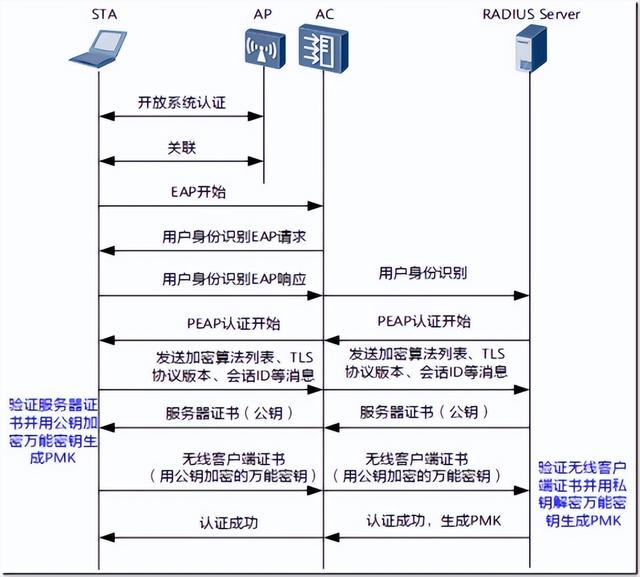 STA
AP
AC
RADIUS Server
开放系统认证
关联
EAP开始
用户身份识别EAP请求
用户身份识别EAP响应
用户身份识别
PEAP认证开始
PEAP认证开始
发送加密算法列表、TLS
协议版本、会话ID等消息
发送加密算法列表、TLS
协议版本、会话ID等消息
验证服务器证
书并用公钥加
密万能密钥生
成PMK
服务器证书（公钥）
服务器证书（公钥）
无线客户端证书
（用公钥加密的万能密钥）
无线客户端证书
（用公钥加密的万能密钥）
验证无线客户
端证书并用私
钥解密万能密
钥生成PMK
认证成功
认证成功，生成PMK